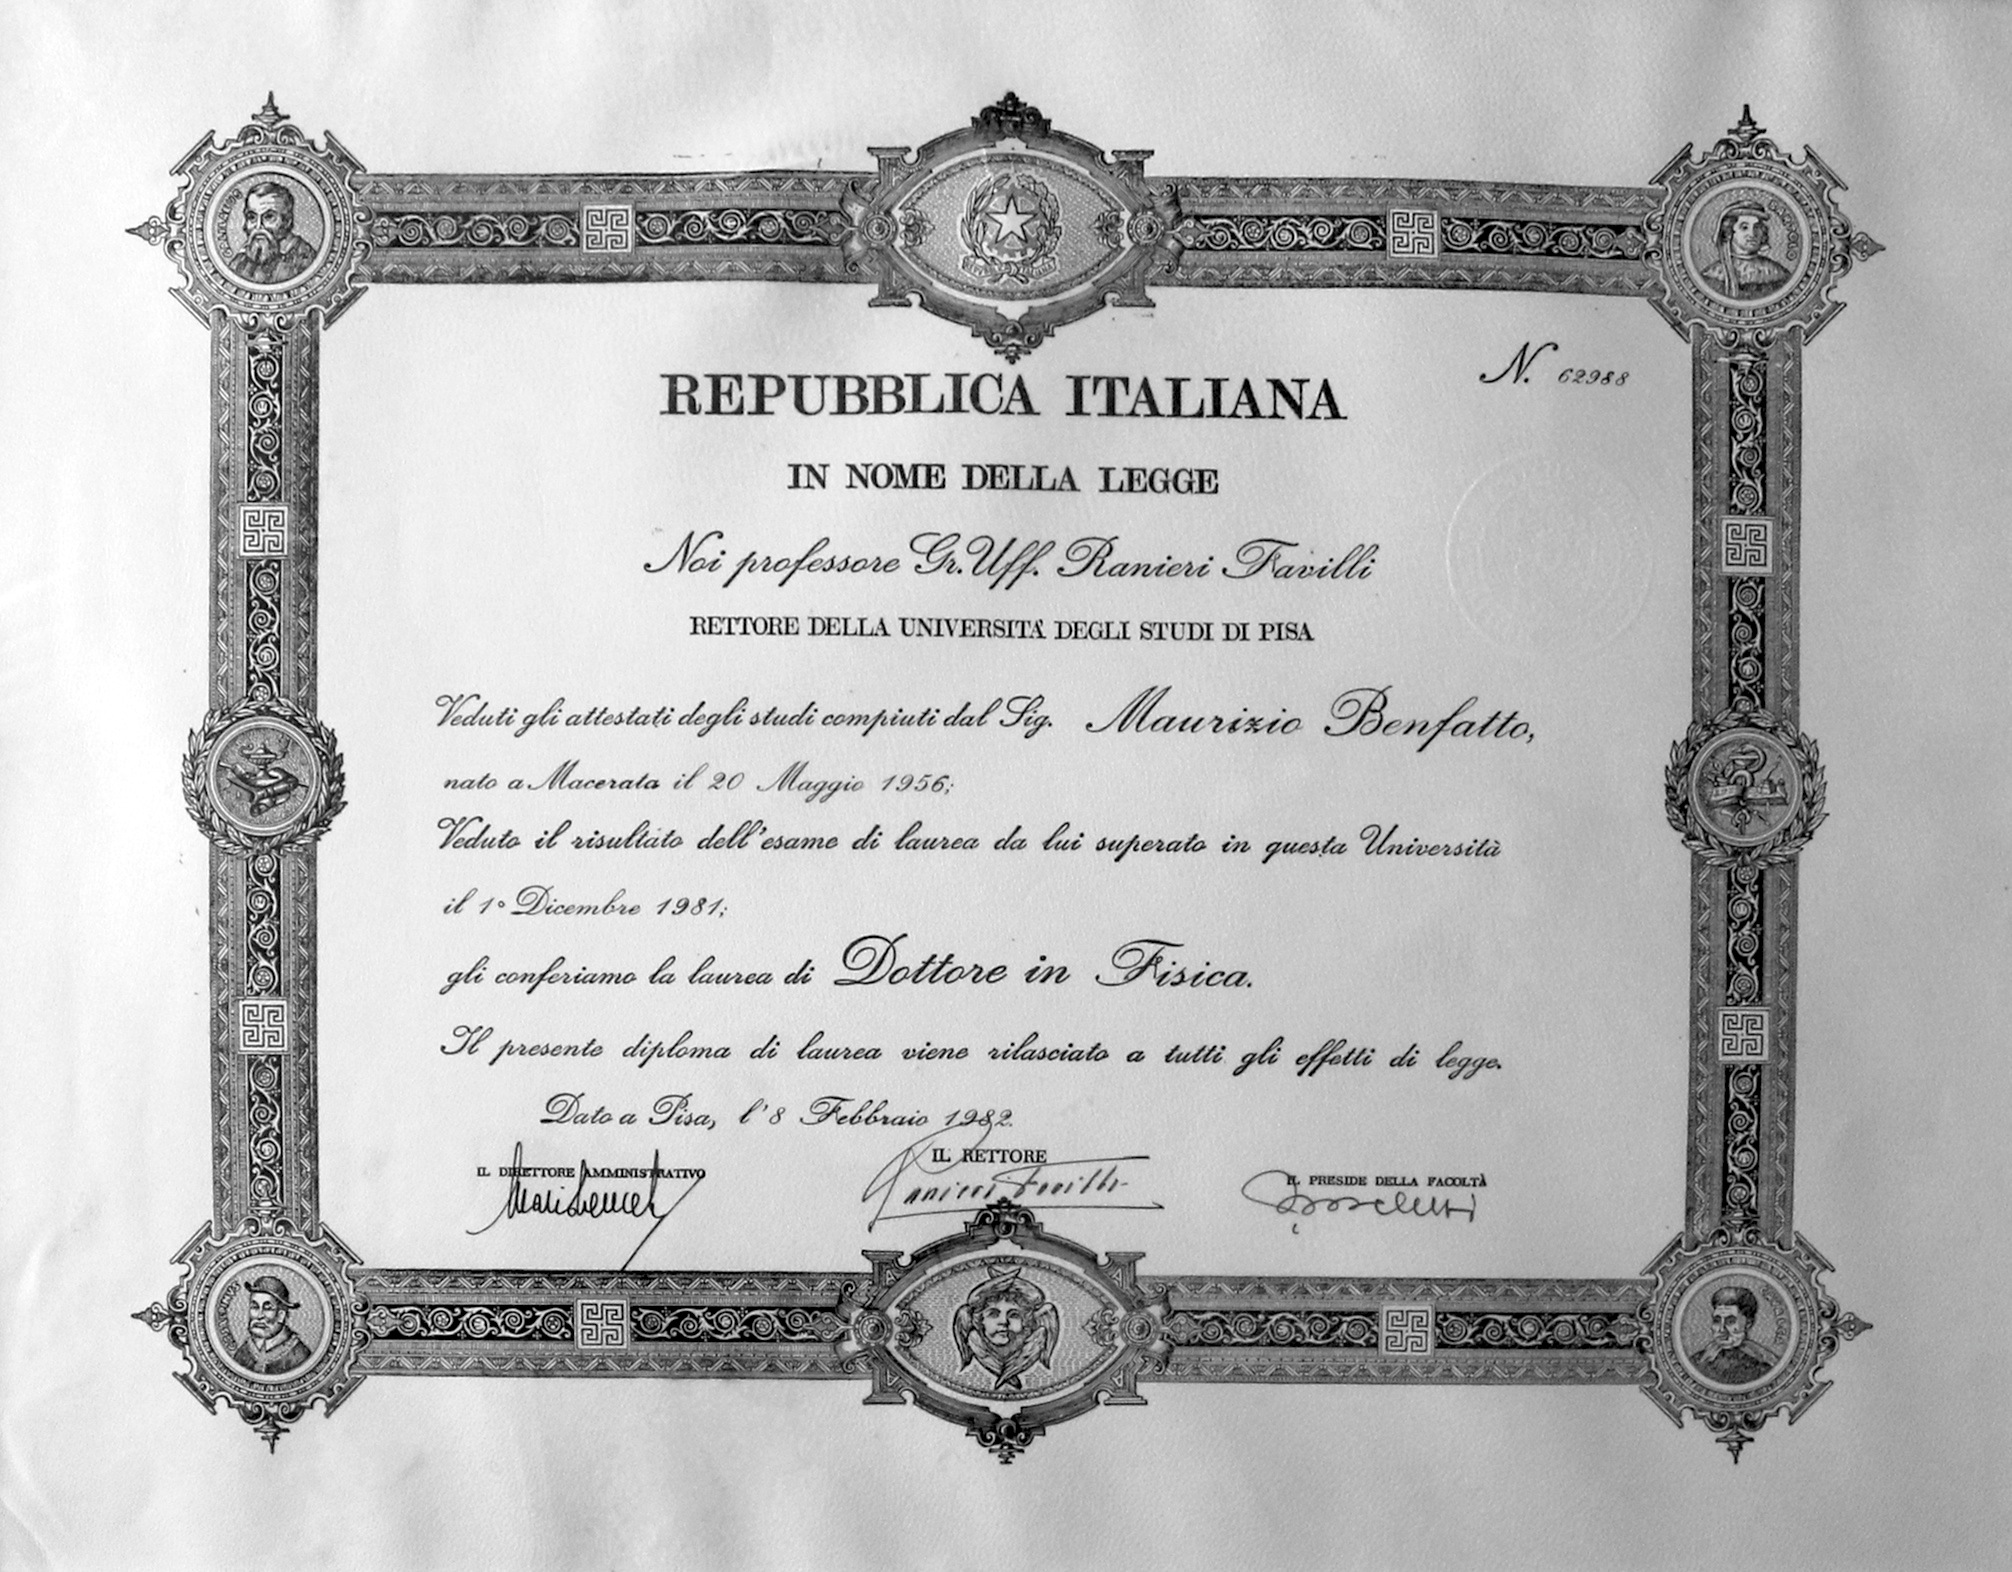 N. 62988
REPUBBLICA ITALIANA
IN NOME DELLA LEGGE
Noi professore Gr. Uff. Ranieri Favilli
RETTORE DELLA UNIVERSITA' DEGLI STUDI DI PISA
Veduti gli attestati degli studi compiuti dal Sig. Maurizio Benfatto,
nato a Macerata il 20 Maggio 1956;
Veduto il risultato dell'esame di laurea da lui superato in questa Università
il 1° Dicembre 1981;
gli conferiamo la laurea di Dottore in Fisica.
Il presente diploma di laurea viene rilasciato a tutti gli effetti di legge.
Dato a Pisa, l'8 Febbraio 1982.
IL DIRETTORE AMMINISTRATIVO
IL RETTORE
Ranieri Favilli
IL PRESIDE DELLA FACOLTÀ